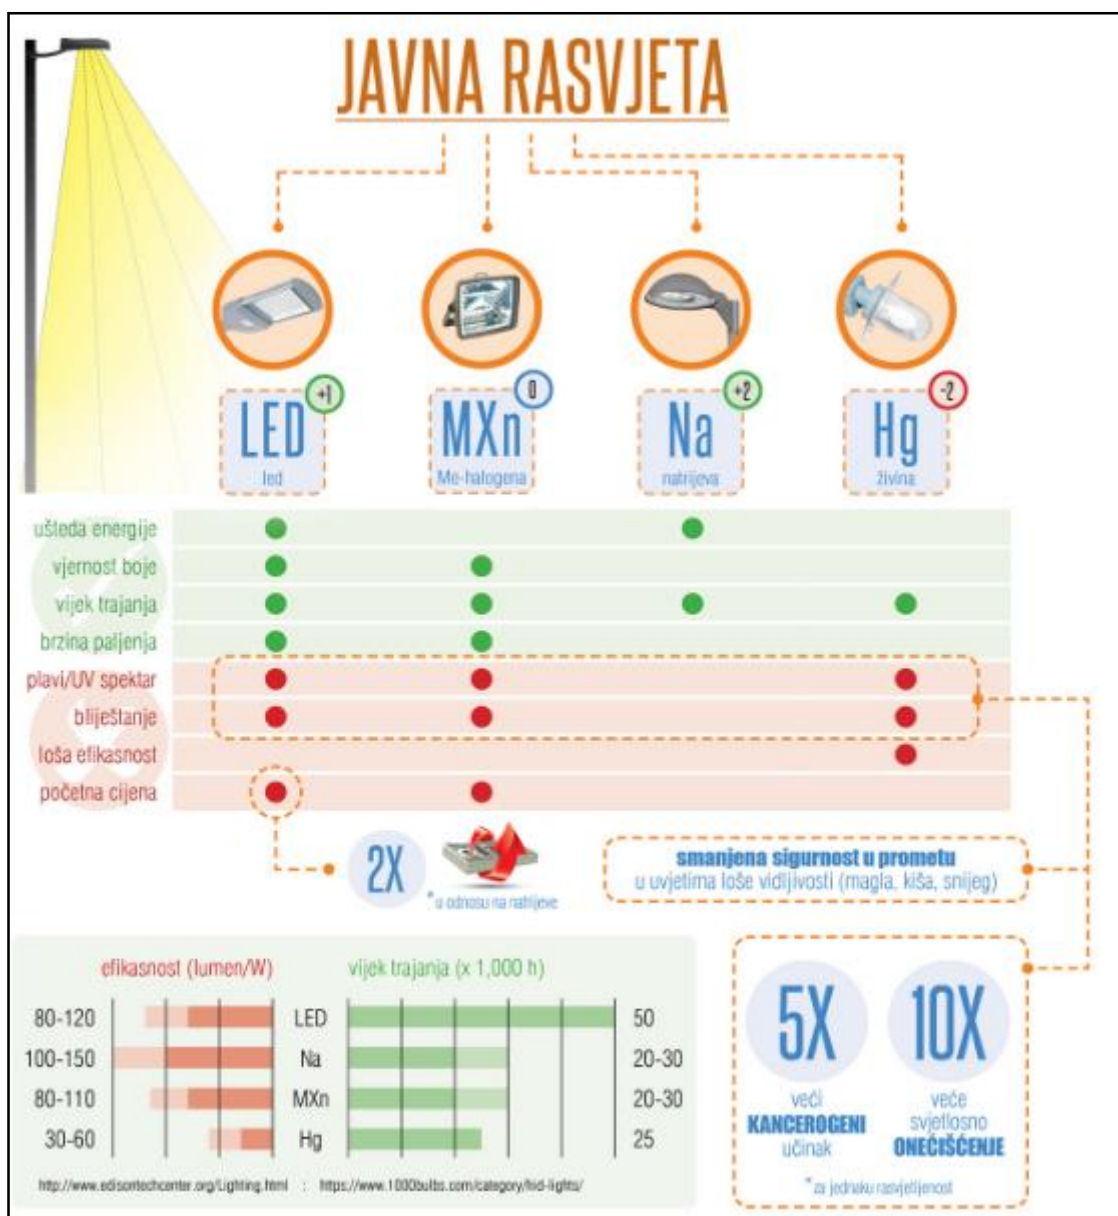 JAVNA RASVJETA
+1
0
+2
-2
LED
MXn
Na
Hg
led
Me-halogena
natrijeva
živina
ušteda energije
vjernost boje
vijek trajanja
brzina paljenja
plavi/UV spektar
bliještanje
loša efikasnost
početna cijena
2X
*u odnosu na natrijeve
smanjena sigurnost u prometu
u uvjetima loše vidljivosti (magla, kiša, snijeg)
efikasnost (lumen/W)
vijek trajanja (x 1,000 h)
80-120 LED 50
100-150 Na 20-30
80-110 MXn 20-30
30-60 Hg 25
http://www.edisontechcenter.org/Lighting.html : https://www.1000bulbs.com/category/hid-lights/
5X
10X
veći
KANCEROGENI
učinak
veće
svjetlosno
ONEČIŠĆENJE
*za jednaku rasvjetljenost